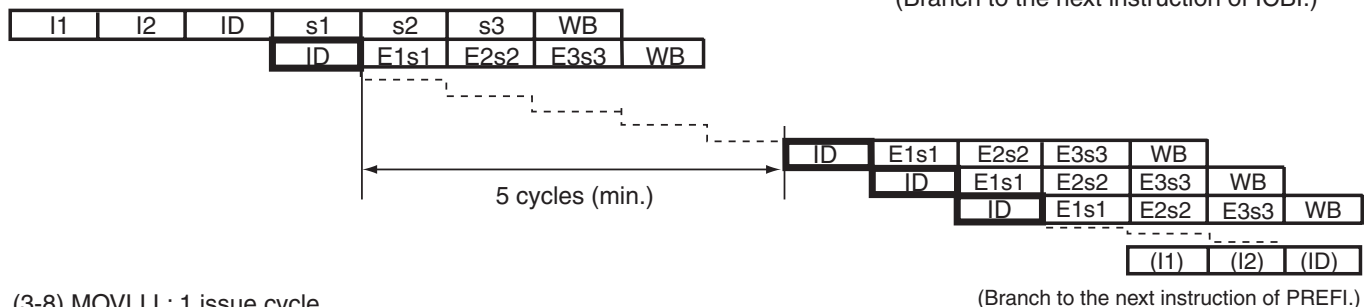 (Branch to the next instruction of ICBI.)
I1 I2 ID s1 s2 s3 WB
ID E1s1 E2s2 E3s3 WB
ID E1s1 E2s2 E3s3 WB
ID E1s1 E2s2 E3s3 WB
5 cycles (min.)
ID E1s1 E2s2 E3s3 WB
(I1) (I2) (ID)
(Branch to the next instruction of PREFI.)
(3-8) MOVLI.L: 1 issue cycle